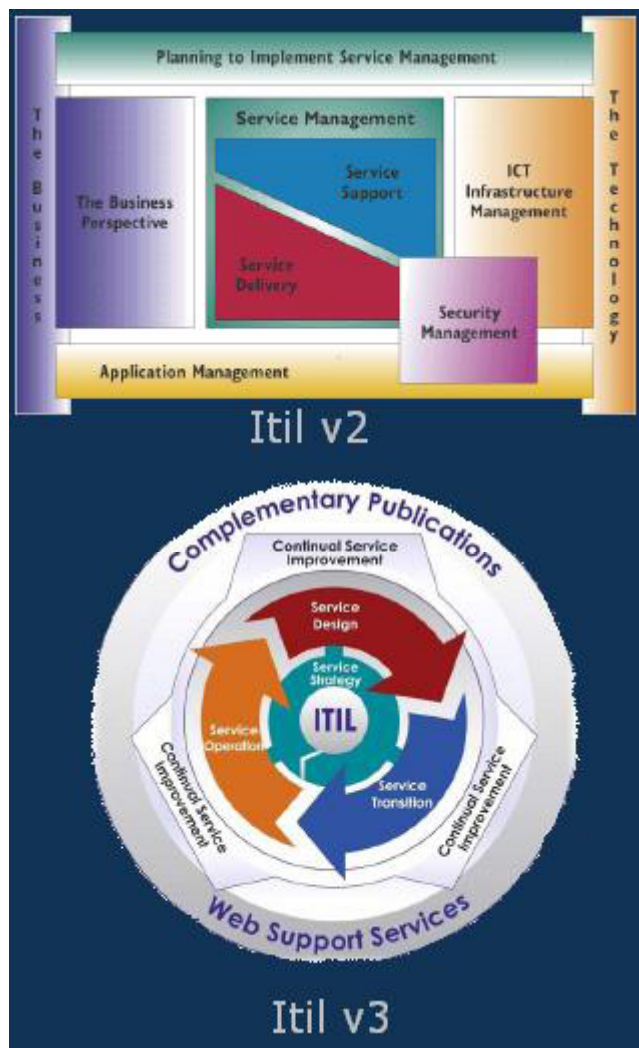 Planning to Implement Service Management
The Business
The Business
Perspective
Service Management
Service
Support
Service
Delivery
ICT
Infrastructure
Management
The Technology
Security
Management
Application Management
Itil v2
Complementary Publications
Continual Service
Improvement
Service
Design
Service
Strategy
ITIL
Service
Operation
Service
Transition
Continual Service
Improvement
Continual Service
Improvement
Web Support Services
Itil v3